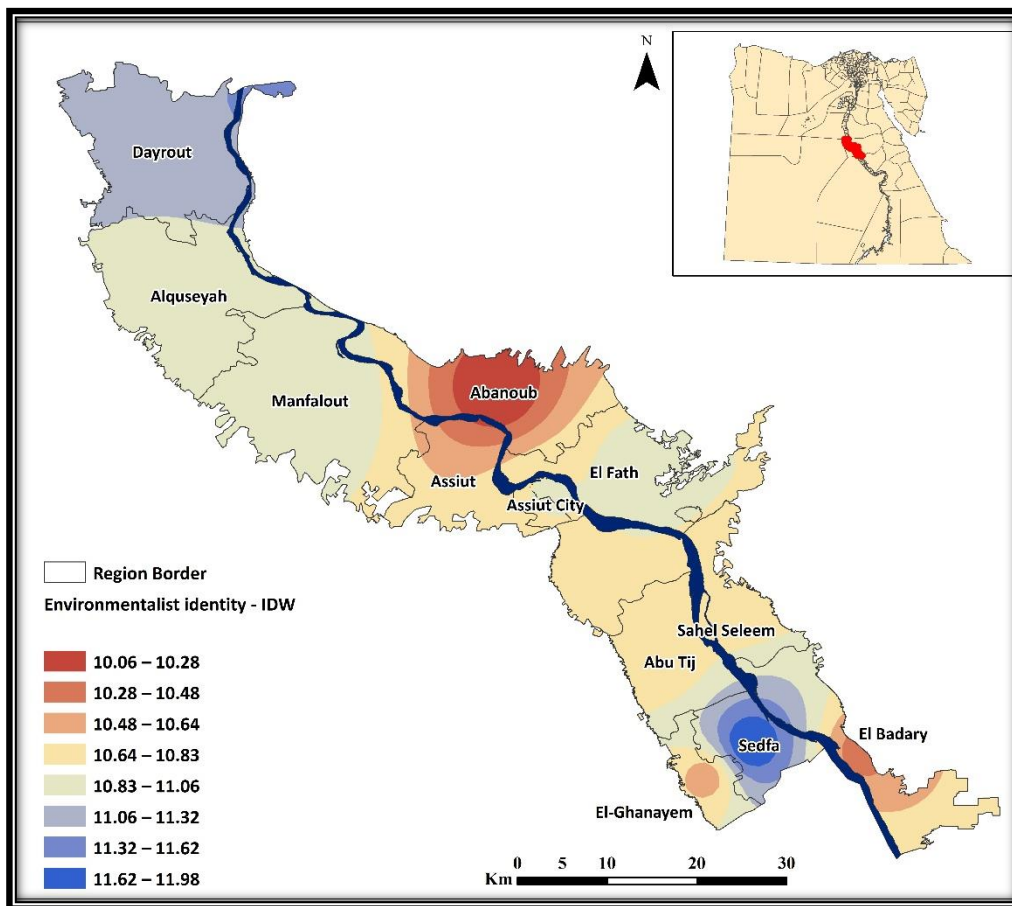 N
Dayrout
Alquseyah
Manfalout
Abanoub
Assiut
El Fath
Assiut City
Sahel Seleem
Abu Tij
El Badary
Sedfa
El-Ghanayem
Region Border
Environmentalist identity - IDW
10.06 – 10.28
10.28 – 10.48
10.48 – 10.64
10.64 – 10.83
10.83 – 11.06
11.06 – 11.32
11.32 – 11.62
11.62 – 11.98
0 5 10 20 30
Km